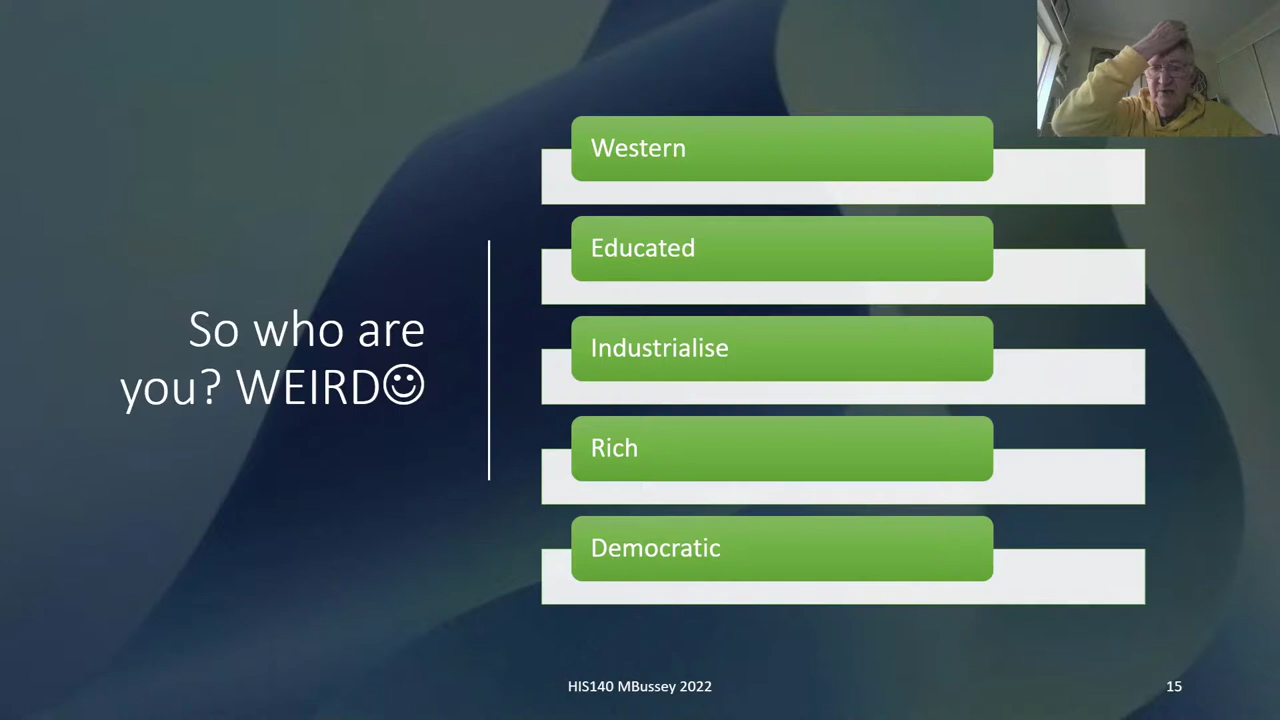 So who are
you? WEIRD☺
Western
Educated
Industrialise
Rich
Democratic
HIS140 MBussey 2022
15